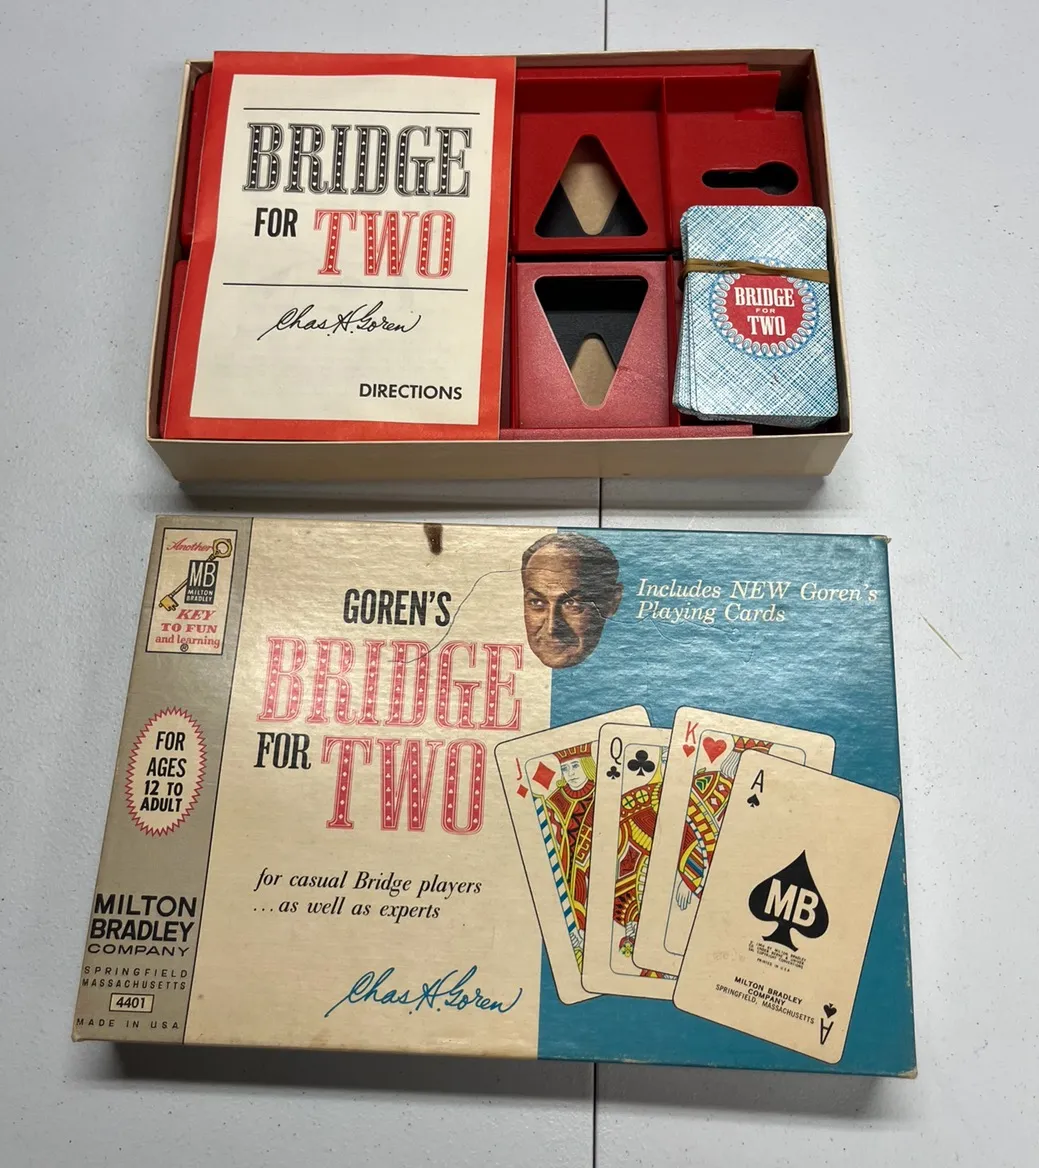 BRIDGE
FOR TWO
Chas. H. Goren
DIRECTIONS
BRIDGE
FOR
TWO
Another
MB
MILTON
BRADLEY
KEY
TO FUN
and learning
®
FOR
AGES
12 TO
ADULT
MILTON
BRADLEY
COMPANY
SPRINGFIELD
MASSACHUSETTS
4401
MADE IN U.S.A.
GOREN'S
BRIDGE
FOR TWO
for casual Bridge players
...as well as experts
Chas. H. Goren
Includes NEW Goren's
Playing Cards
J
Q
K
A
MB
PRINTED IN U.S.A.
MILTON BRADLEY
COMPANY
SPRINGFIELD, MASSACHUSETTS
A